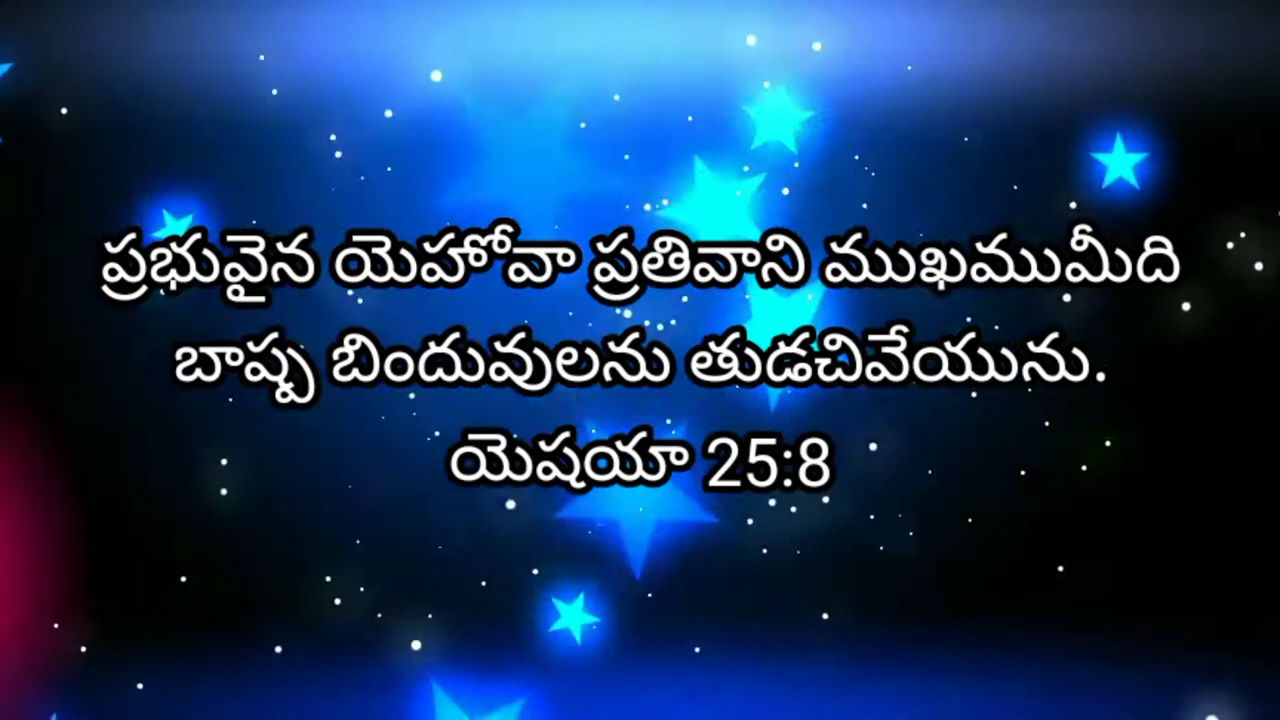 ప్రభువైన యెహోవా ప్రతివాని ముఖముమీది
బాష్ప బిందువులను తుడచివేయును.
యెషయా 25:8